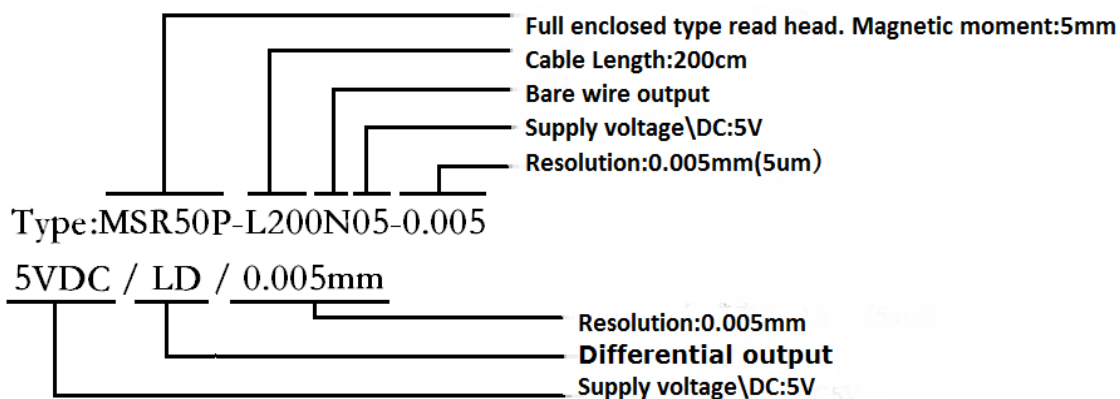 Full enclosed type read head. Magnetic moment:5mm
Cable Length:200cm
Bare wire output
Supply voltage\DC:5V
Resolution:0.005mm(5um）
Type:MSR50P-L200N05-0.005
5VDC / LD / 0.005mm
Resolution:0.005mm
Differential output
Supply voltage\DC:5V